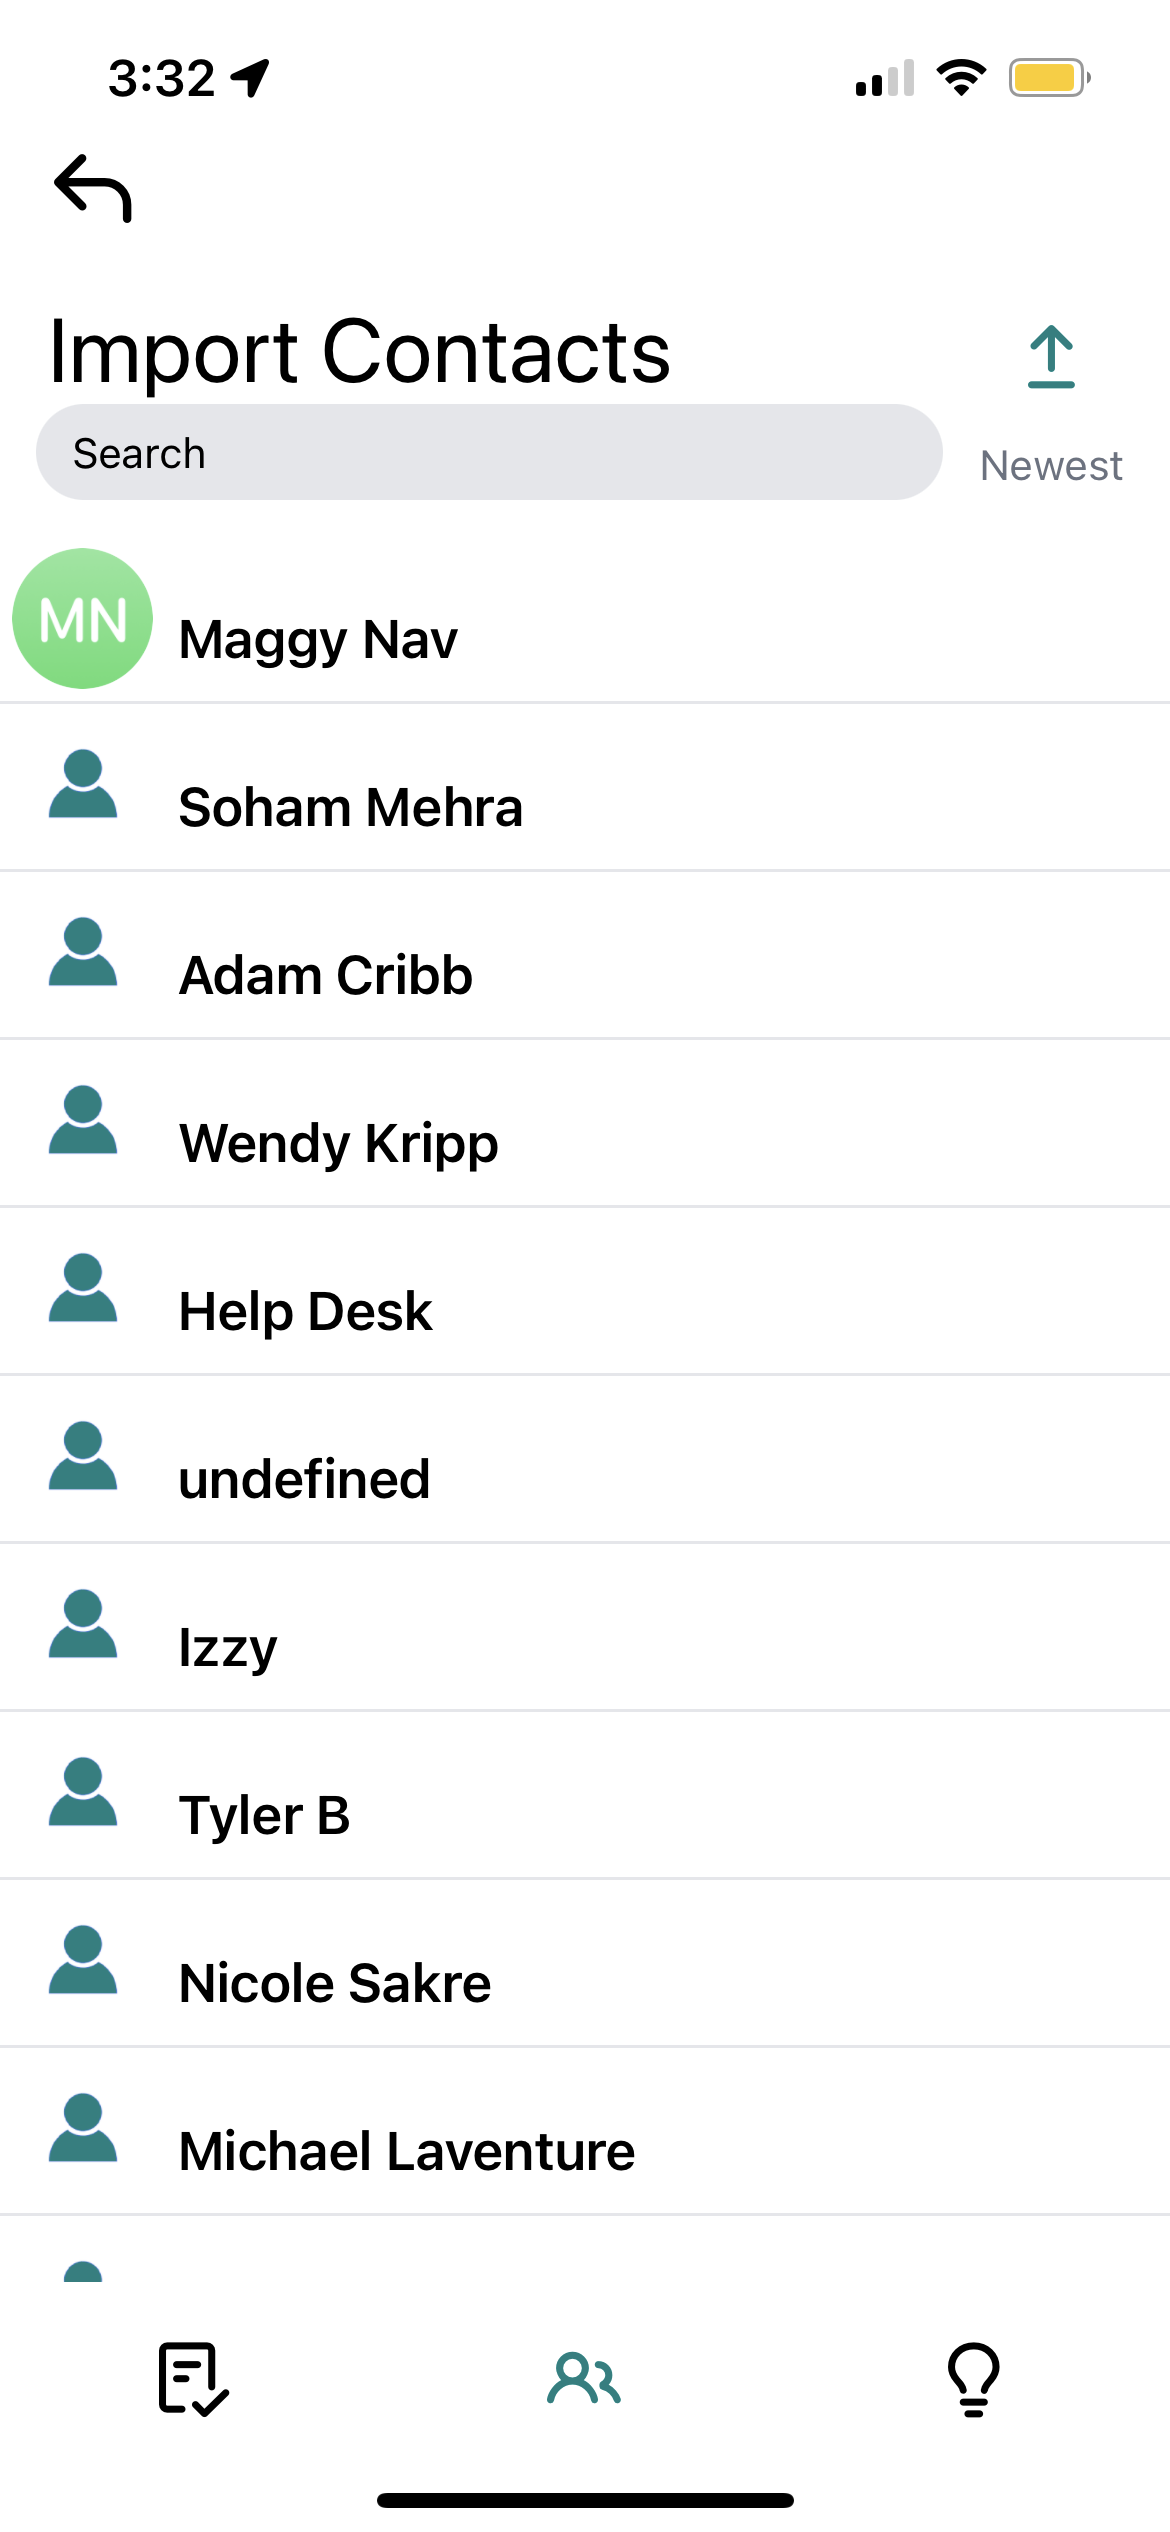 3:32
Import Contacts
Search
Newest
MN
Maggy Nav
Soham Mehra
Adam Cribb
Wendy Kripp
Help Desk
undefined
Izzy
Tyler B
Nicole Sakre
Michael Laventure